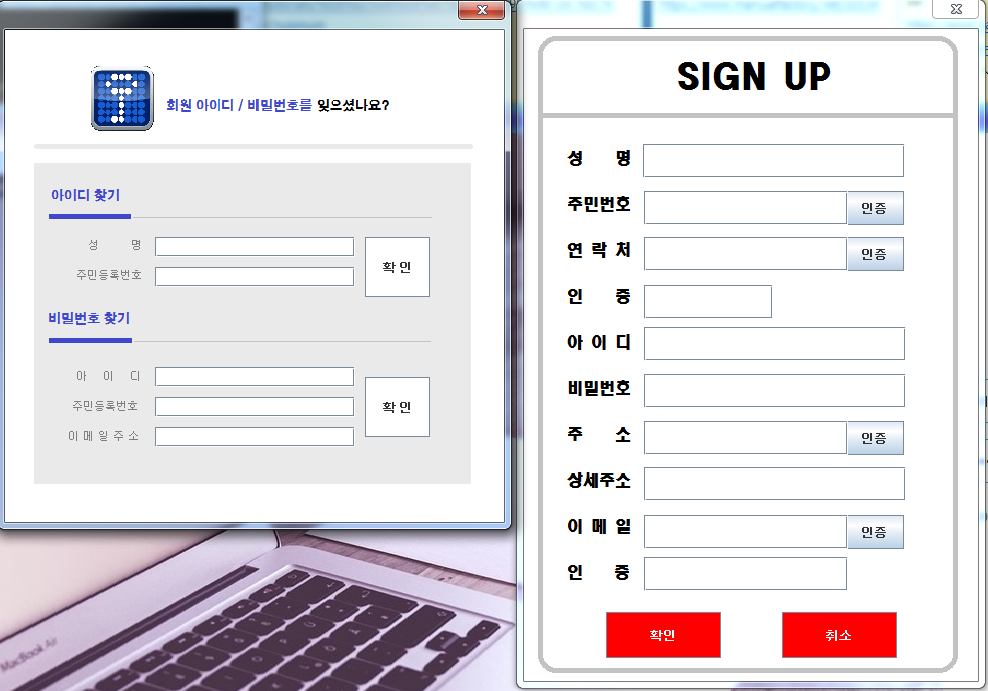 회원 아이디 / 비밀번호를 잊으셨나요?
아이디 찾기
성 명
주민등록번호
확 인
비밀번호 찾기
아 이 디
주민등록번호
이 메 일 주 소
확 인
MacBook Air
SIGN UP
성 명
주민번호 인증
연 락 처 인증
인 증
아 이 디
비밀번호
주 소 인증
상세주소
이 메 일 인증
인 증
확인 취소